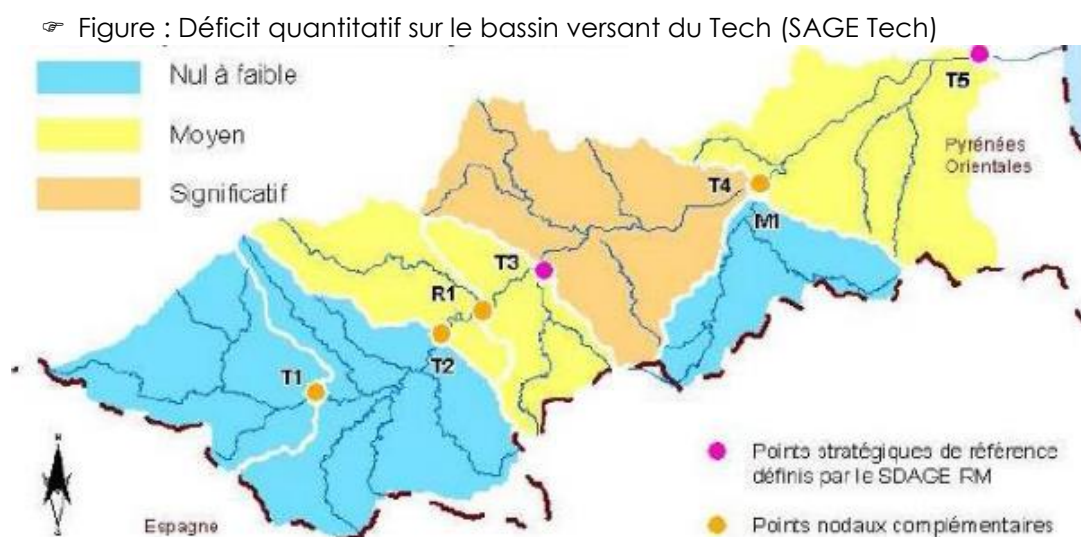 ☞ Figure : Déficit quantitatif sur le bassin versant du Tech (SAGE Tech)
Nul à faible
Moyen
Significatif
T5
Pyrénées
Orientales
T4
M1
T3
R1
T2
T1
N
Espagne
Points stratégiques de référence
définis par le SDAGE RM
Points nodaux complémentaires